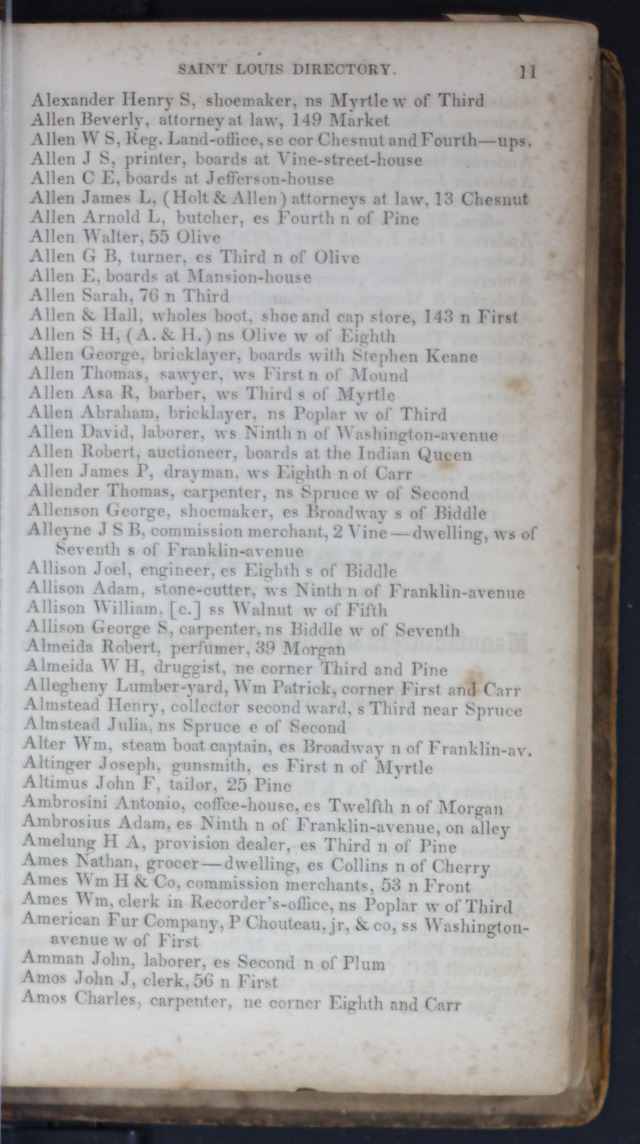 SAINT LOUIS DIRECTORY. 11
Alexander Henry S, shoemaker, ns Myrtle w of Third
Allen Beverly, attorney at law, 149 Market
Allen W S, Reg. Land-office, se cor Chesnut and Fourth—ups.
Allen J S, printer, boards at Vine-street-house
Allen C E, boards at Jefferson-house
Allen James L, (Holt & Allen) attorneys at law, 13 Chesnut
Allen Arnold L, butcher, es Fourth n of Pine
Allen Walter, 55 Olive
Allen G B, turner, es Third n of Olive
Allen E, boards at Mansion-house
Allen Sarah, 76 n Third
Allen & Hall, wholes boot, shoe and cap store, 143 n First
Allen S H, (A. & H.) ns Olive w of Eighth
Allen George, bricklayer, boards with Stephen Keane
Allen Thomas, sawyer, ws First n of Mound
Allen Asa R, barber, ws Third s of Myrtle
Allen Abraham, bricklayer, ns Poplar w of Third
Allen David, laborer, ws Ninth n of Washington-avenue
Allen Robert, auctioneer, boards at the Indian Queen
Allen James P, drayman, ws Eighth n of Carr
Allender Thomas, carpenter, ns Spruce w of Second
Allenson George, shoemaker, es Broadway s of Biddle
Alleyne J S B, commission merchant, 2 Vine—dwelling, ws of
Seventh s of Franklin-avenue
Allison Joel, engineer, es Eighth s of Biddle
Allison Adam, stone-cutter, ws Ninth n of Franklin-avenue
Allison William, [c.] ss Walnut w of Fifth
Allison George S, carpenter, ns Biddle w of Seventh
Almeida Robert, perfumer, 39 Morgan
Almeida W H, druggist, ne corner Third and Pine
Allegheny Lumber-yard, Wm Patrick, corner First and Carr
Almstead Henry, collector second ward, s Third near Spruce
Almstead Julia, ns Spruce e of Second
Alter Wm, steam boat captain, es Broadway n of Franklin-av.
Altinger Joseph, gunsmith, es First n of Myrtle
Altimus John F, tailor, 25 Pine
Ambrosini Antonio, coffee-house, es Twelfth n of Morgan
Ambrosius Adam, es Ninth n of Franklin-avenue, on alley
Amelung H A, provision dealer, es Third n of Pine
Ames Nathan, grocer—dwelling, es Collins n of Cherry
Ames Wm H & Co, commission merchants, 53 n Front
Ames Wm, clerk in Recorder's-office, ns Poplar w of Third
American Fur Company, P Chouteau, jr, & co, ss Washington-
avenue w of First
Amman John, laborer, es Second n of Plum
Amos John J, clerk, 56 n First
Amos Charles, carpenter, ne corner Eighth and Carr